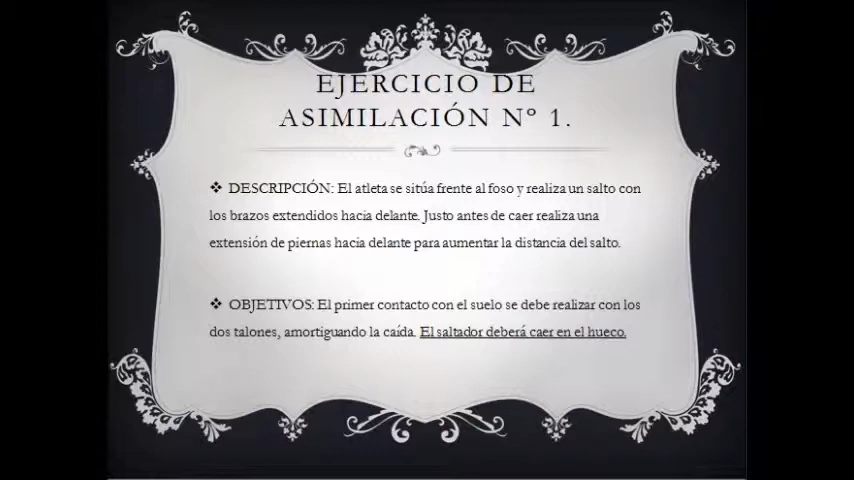 EJERCICIO DE
ASIMILACIÓN Nº 1.
❖ DESCRIPCIÓN: El atleta se sitúa frente al foso y realiza un salto con
los brazos extendidos hacia delante. Justo antes de caer realiza una
extensión de piernas hacia delante para aumentar la distancia del salto.
❖ OBJETIVOS: El primer contacto con el suelo se debe realizar con los
dos talones, amortiguando la caída. El saltador deberá caer en el hueco.